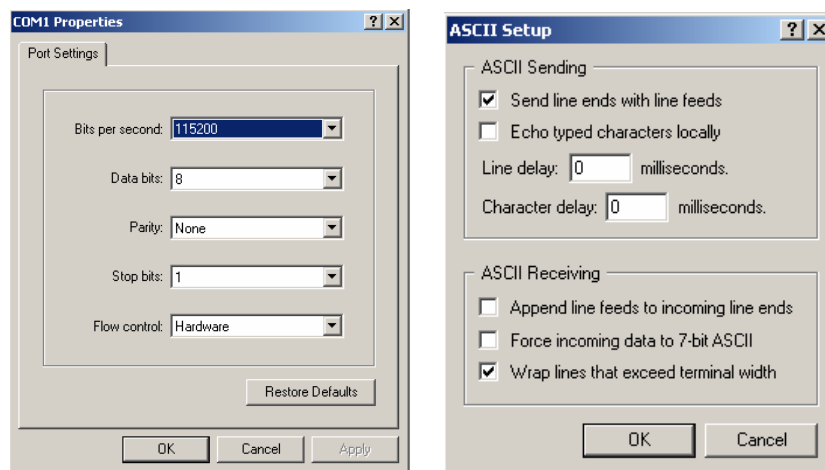 COM1 Properties
Port Settings
Bits per second: 115200
Data bits: 8
Parity: None
Stop bits: 1
Flow control: Hardware
Restore Defaults
OK Cancel Apply
ASCII Setup
ASCII Sending
Send line ends with line feeds
Echo typed characters locally
Line delay: 0 milliseconds.
Character delay: 0 milliseconds.
ASCII Receiving
Append line feeds to incoming line ends
Force incoming data to 7-bit ASCII
Wrap lines that exceed terminal width
OK Cancel